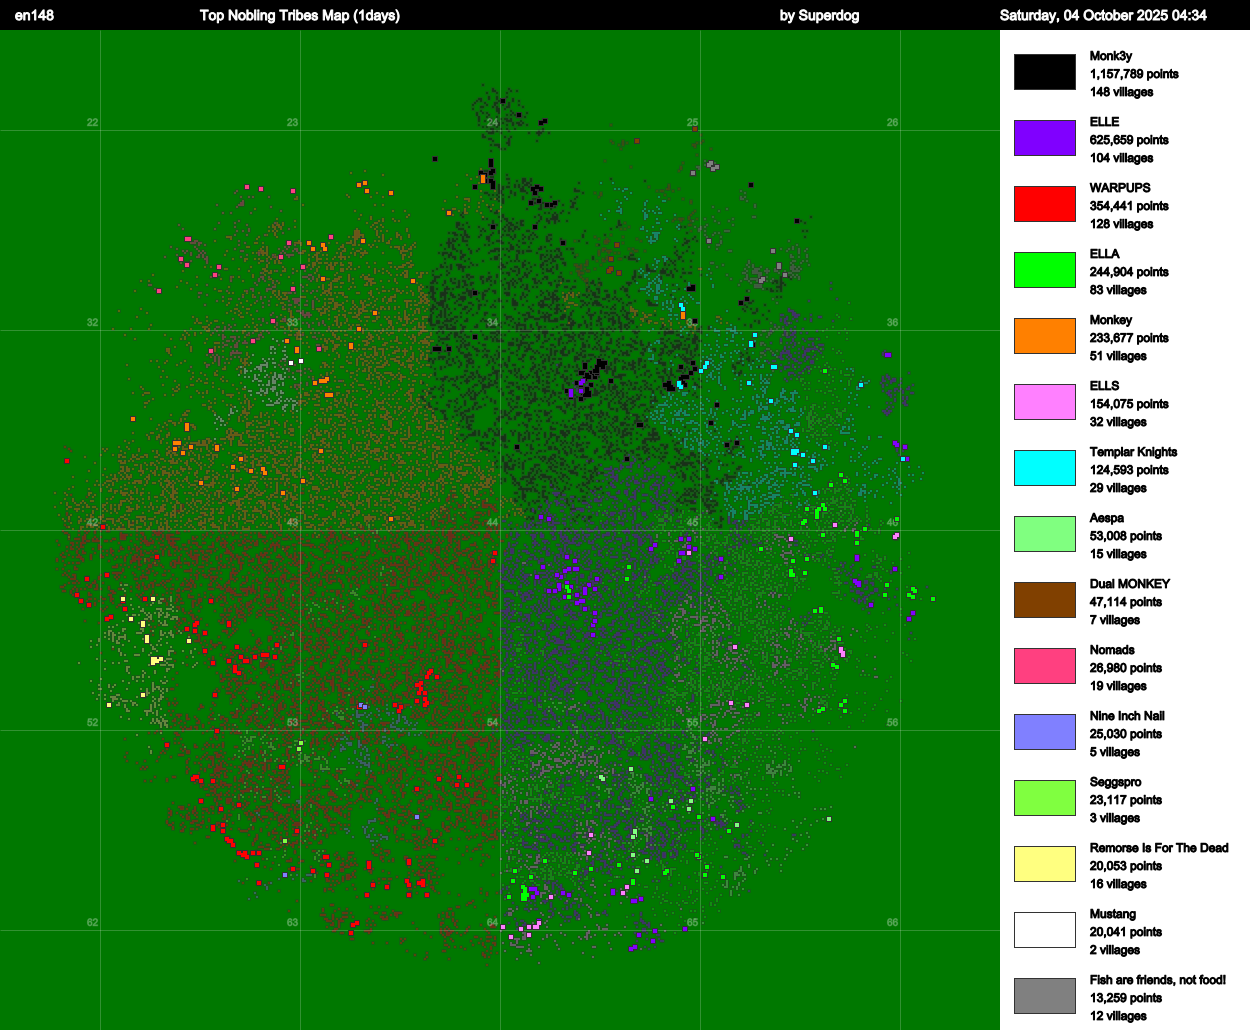 en148 Top Nobling Tribes Map (1days) by Superdog Saturday, 04 October 2025 04:34
Monk3y
1,157,789 points
148 villages
ELLE
625,659 points
104 villages
WARPUPS
354,441 points
128 villages
ELLA
244,904 points
83 villages
Monkey
233,677 points
51 villages
ELLS
154,075 points
32 villages
Templar Knights
124,593 points
29 villages
Aespa
53,008 points
15 villages
Dual MONKEY
47,114 points
7 villages
Nomads
26,980 points
19 villages
Nine Inch Nail
25,030 points
5 villages
Seggspro
23,117 points
3 villages
Remorse Is For The Dead
20,053 points
16 villages
Mustang
20,041 points
2 villages
Fish are friends, not food!
13,259 points
12 villages
22 23 24 25 26
32 33 34 35 36
42 43 44 45 46
52 53 54 55 56
62 63 64 65 66